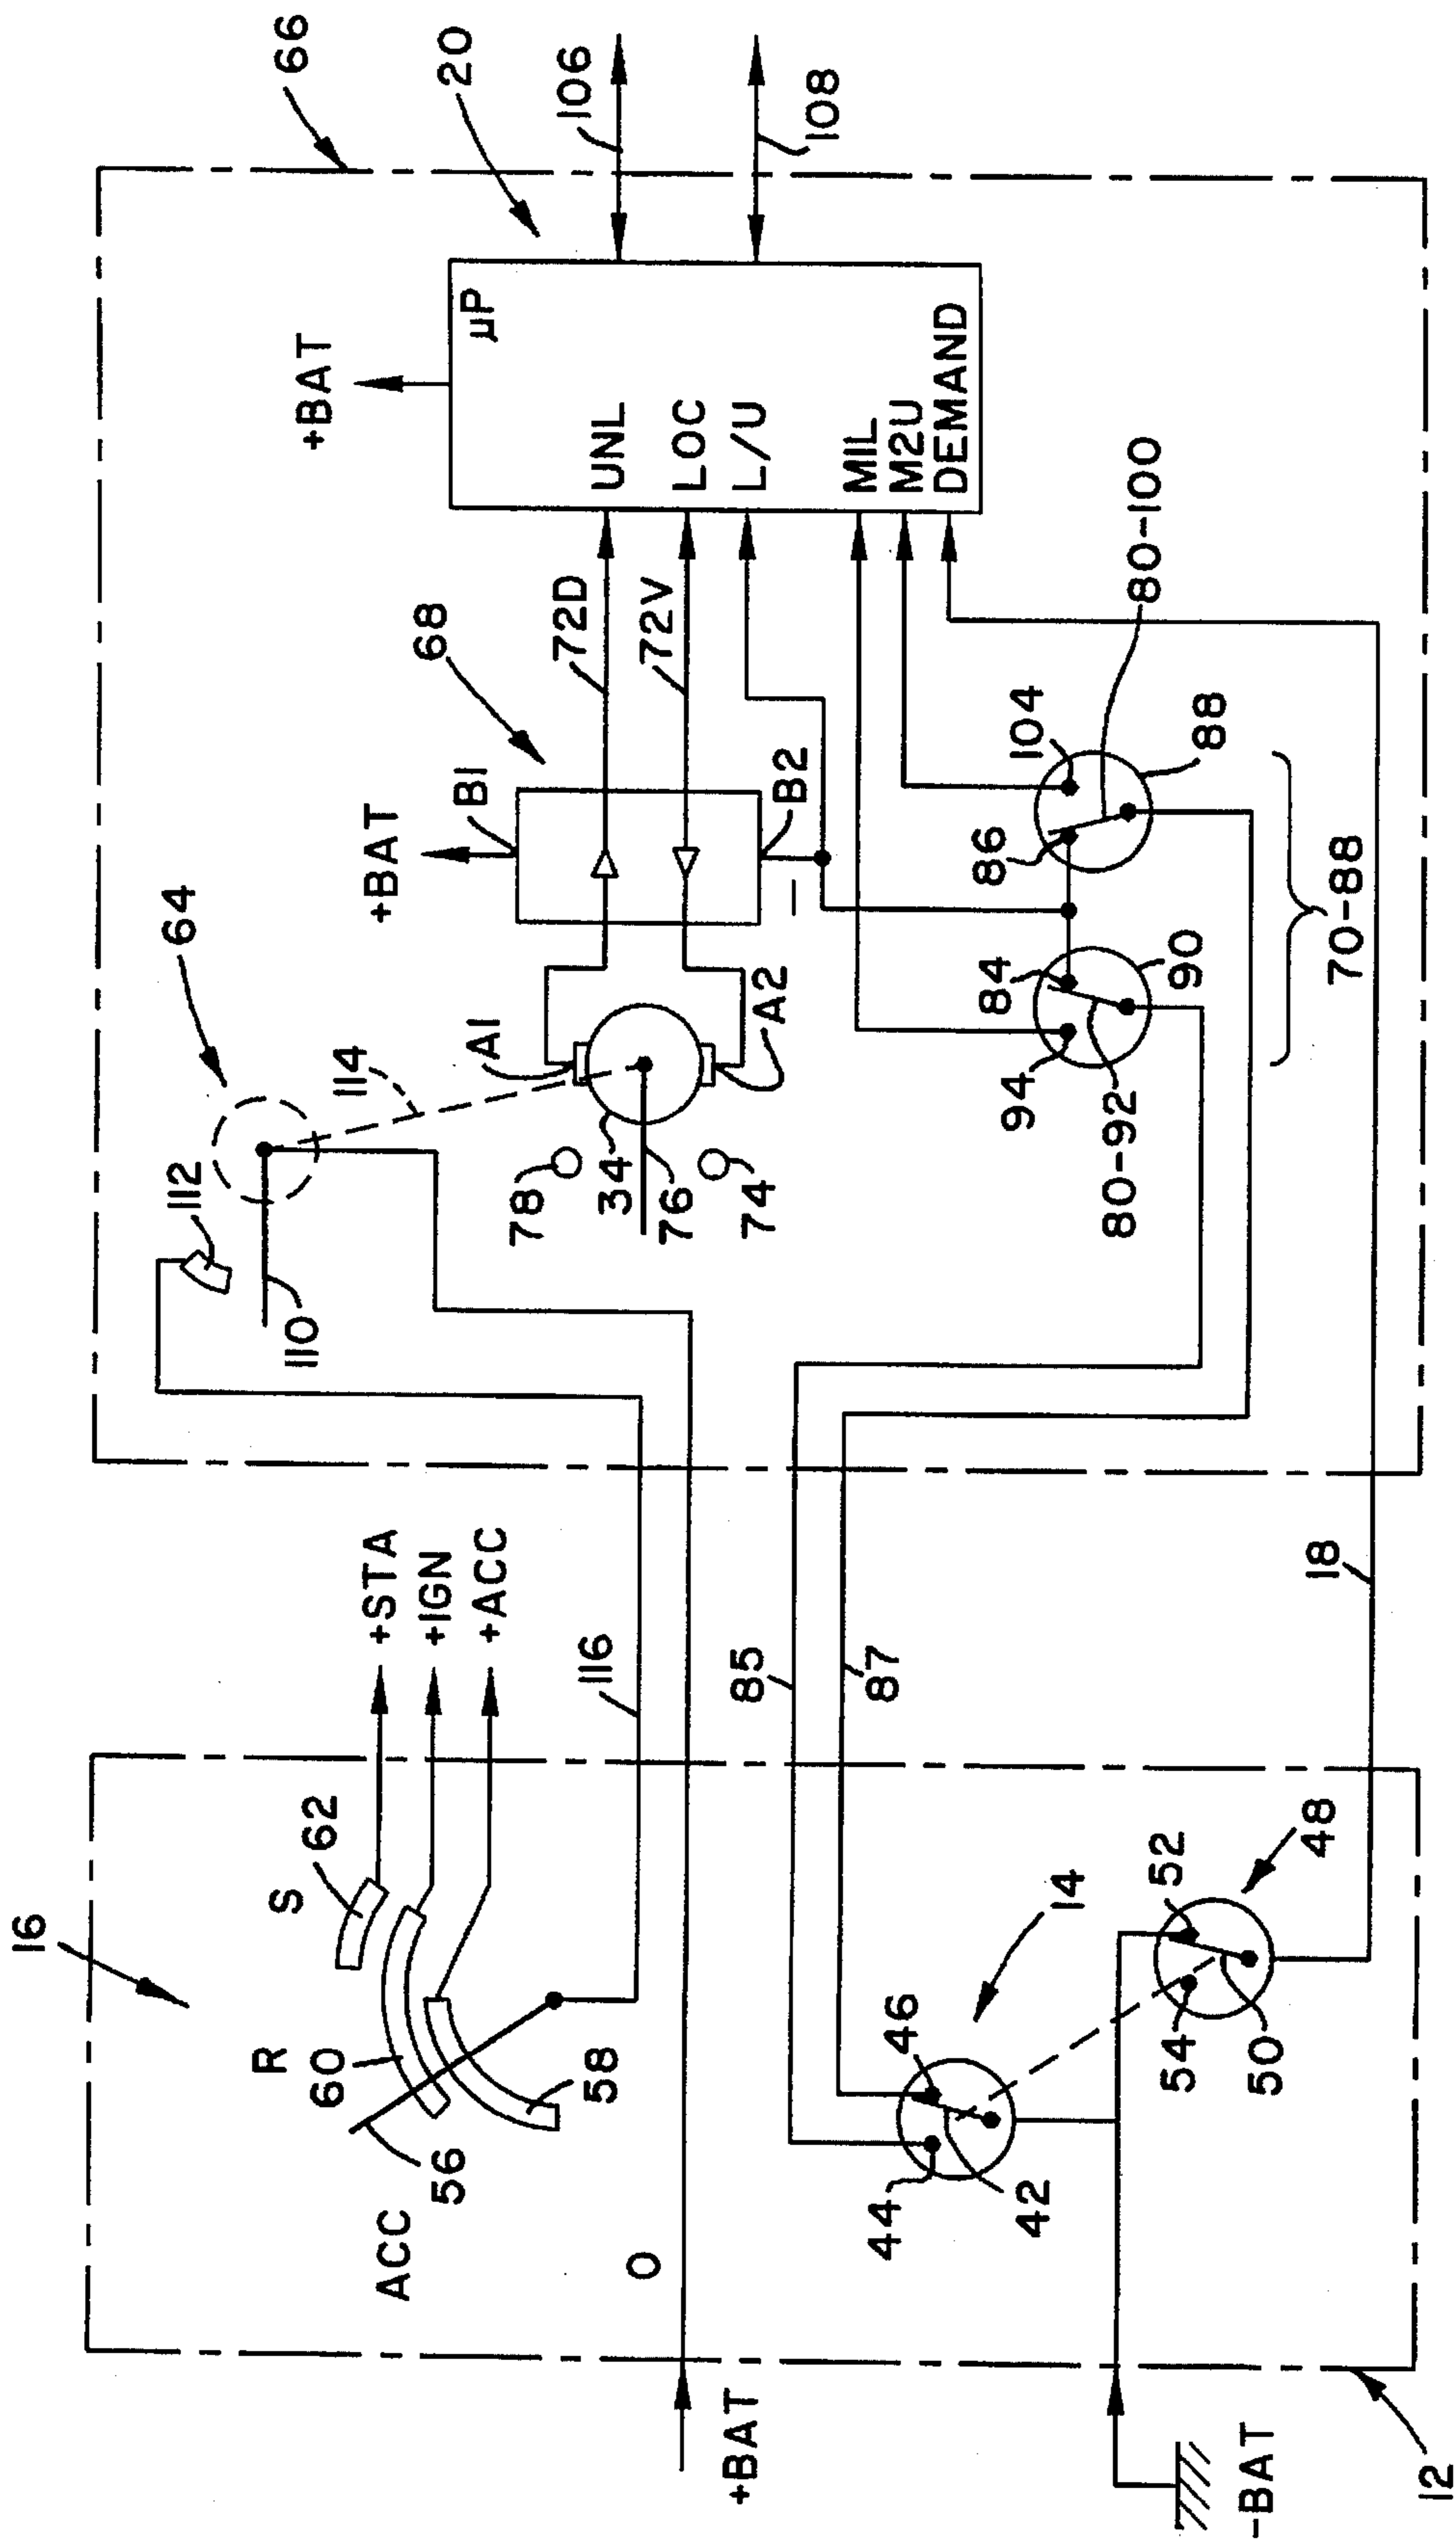 66
20
106
108
+BAT
µP
UNL
LOC
L/U
MIL
M2U
DEMAND
68
72D
72V
+BAT
B1
B2
64
114
A1
A2
112
110
78
34
76
74
80-100
104
88
86
84
90
94
80-92
70-88
16
S
62
+STA
+IGN
+ACC
R
60
58
56
ACC
O
116
85
87
18
+BAT
14
46
44
42
52
48
54
50
-BAT
12